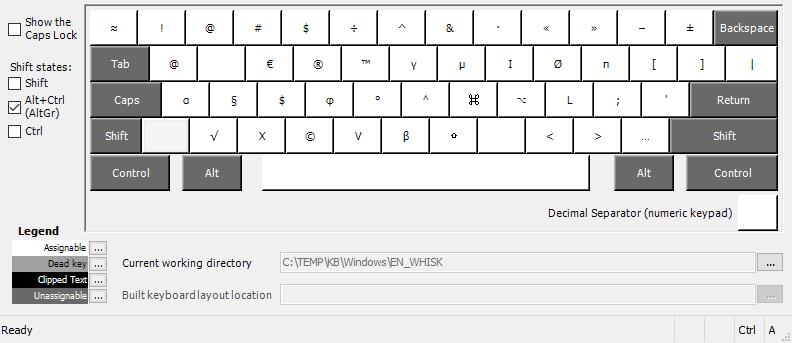 Show the
Caps Lock
Shift states:
Shift
Alt+Ctrl
(AltGr)
Ctrl
≈ ! @ # $ ÷ ^ & · « » – ± Backspace
Tab @ € ® ™ γ µ I Ø π [ ] |
Caps α § $ φ ° ^ ⌘ ⌥ L ; ' Return
Shift √ X © V β ⇧ < > … Shift
Control Alt Alt Control
Decimal Separator (numeric keypad)
Legend
Assignable ...
Dead key ...
Clipped Text ...
Unassignable ...
Current working directory C:\TEMP\KB\Windows\EN_WHISK ...
Built keyboard layout location ...
Ready Ctrl A